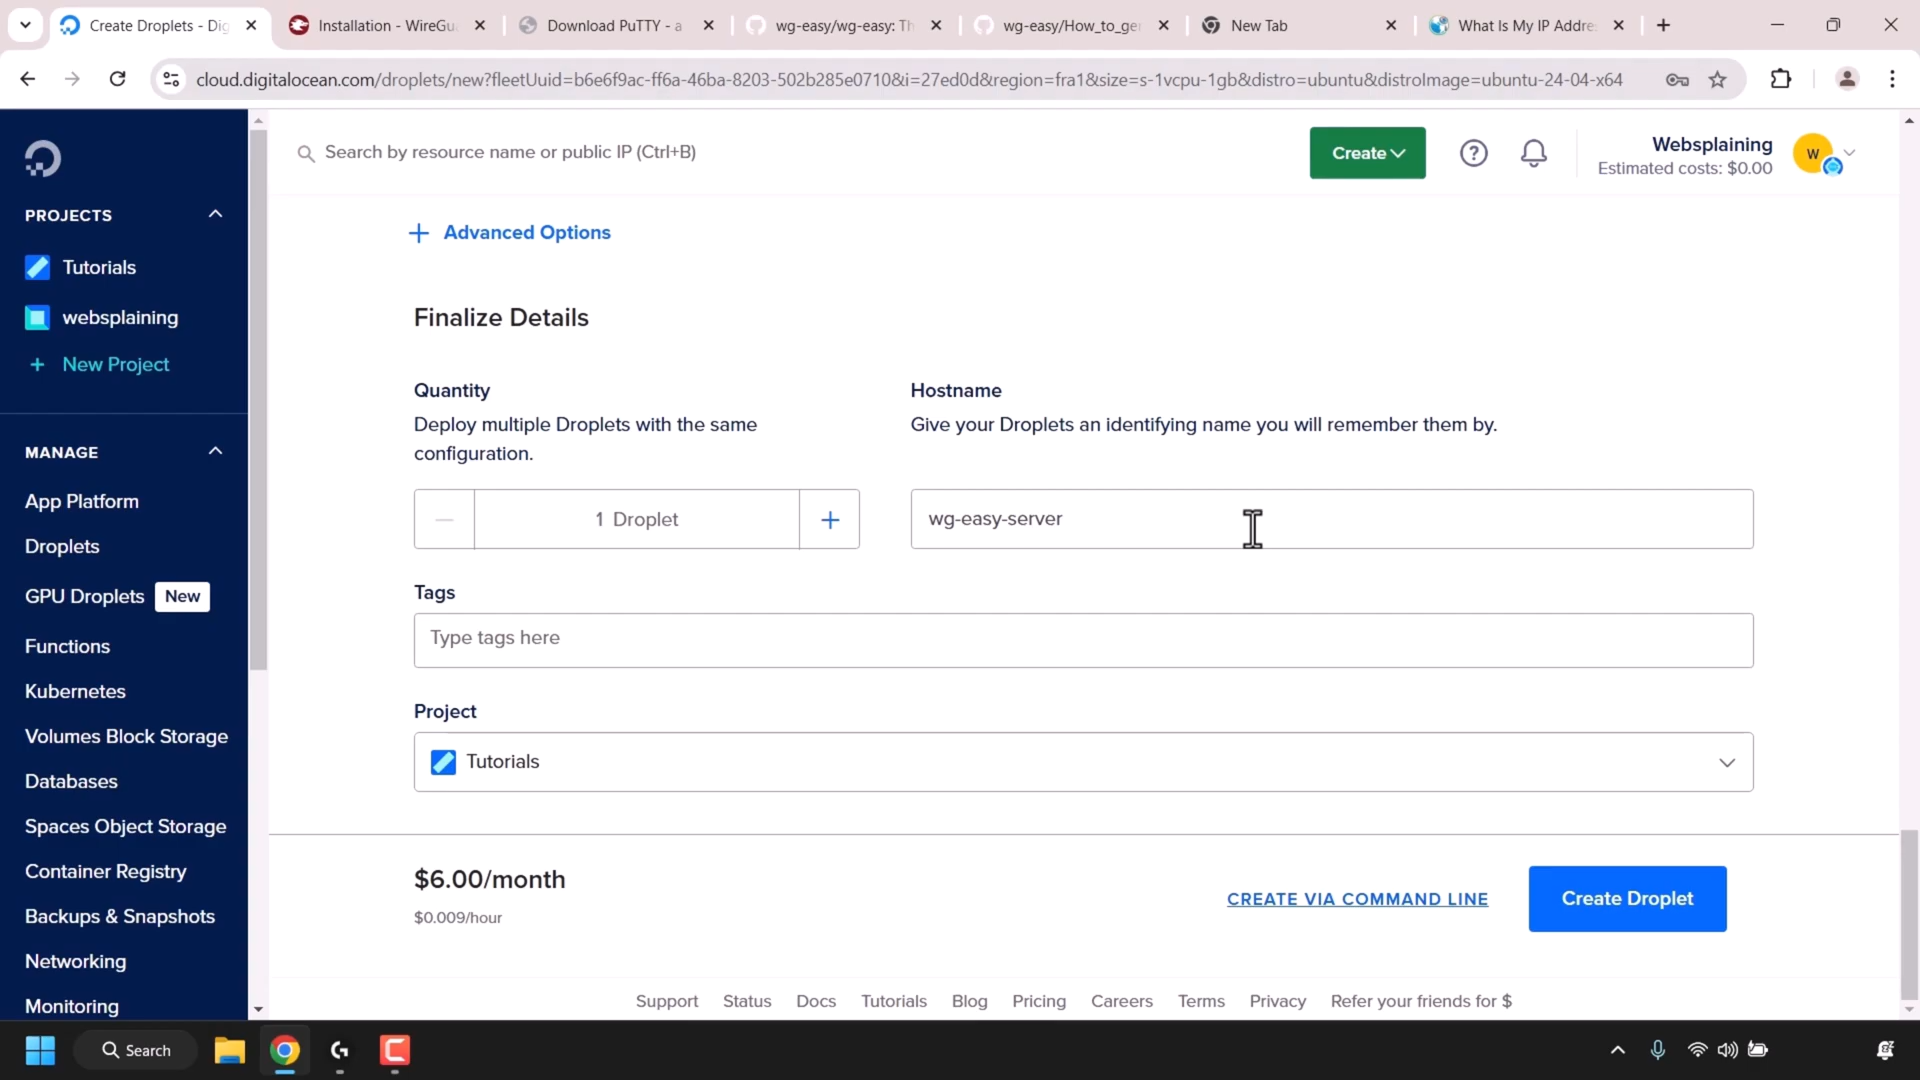 Create Droplets - Dig
Installation - WireGu
Download PuTTY - a
wg-easy/wg-easy: Th
wg-easy/How_to_ger
New Tab
What Is My IP Addre
cloud.digitalocean.com/droplets/new?fleetUuid=b6e6f9ac-ff6a-46ba-8203-502b285e0710&i=27ed0d&region=fra1&size=s-1vcpu-1gb&distro=ubuntu&distroImage=ubuntu-24-04-x64
Search by resource name or public IP (Ctrl+B)
Create
Websplaining
Estimated costs: $0.00
W
PROJECTS
Tutorials
websplaining
+ New Project
MANAGE
App Platform
Droplets
GPU Droplets New
Functions
Kubernetes
Volumes Block Storage
Databases
Spaces Object Storage
Container Registry
Backups & Snapshots
Networking
Monitoring
+ Advanced Options
Finalize Details
Quantity
Deploy multiple Droplets with the same
configuration.
1 Droplet
Hostname
Give your Droplets an identifying name you will remember them by.
wg-easy-server
Tags
Type tags here
Project
Tutorials
$6.00/month
$0.009/hour
CREATE VIA COMMAND LINE
Create Droplet
Support Status Docs Tutorials Blog Pricing Careers Terms Privacy Refer your friends for $
Search